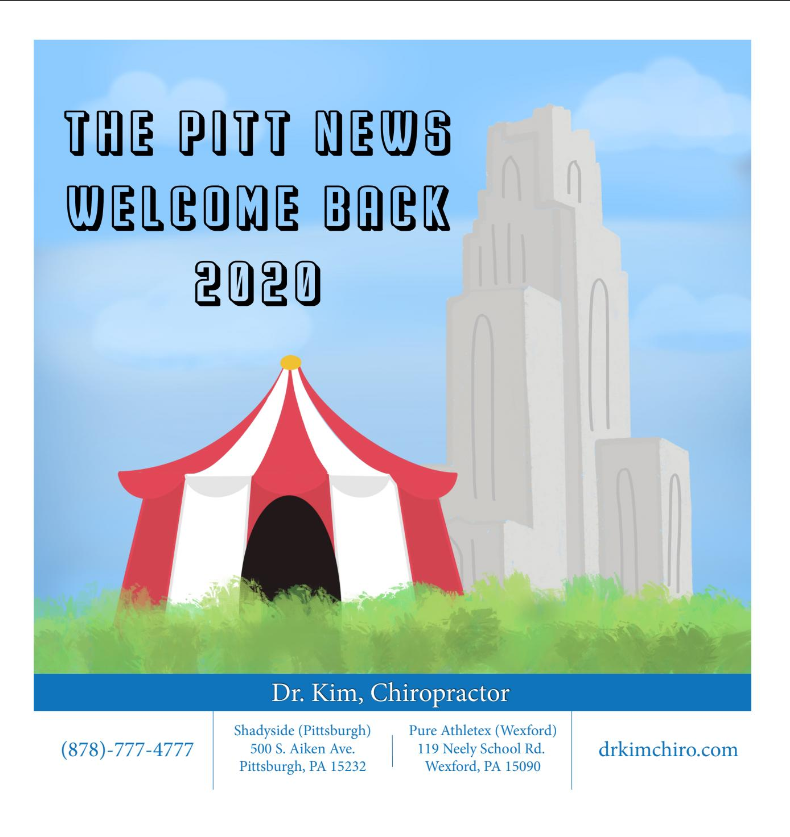 THE PITT NEWS
WELCOME BACK
2020
Dr. Kim, Chiropractor
(878)-777-4777
Shadyside (Pittsburgh)
500 S. Aiken Ave.
Pittsburgh, PA 15232
Pure Athletex (Wexford)
119 Neely School Rd.
Wexford, PA 15090
drkimchiro.com